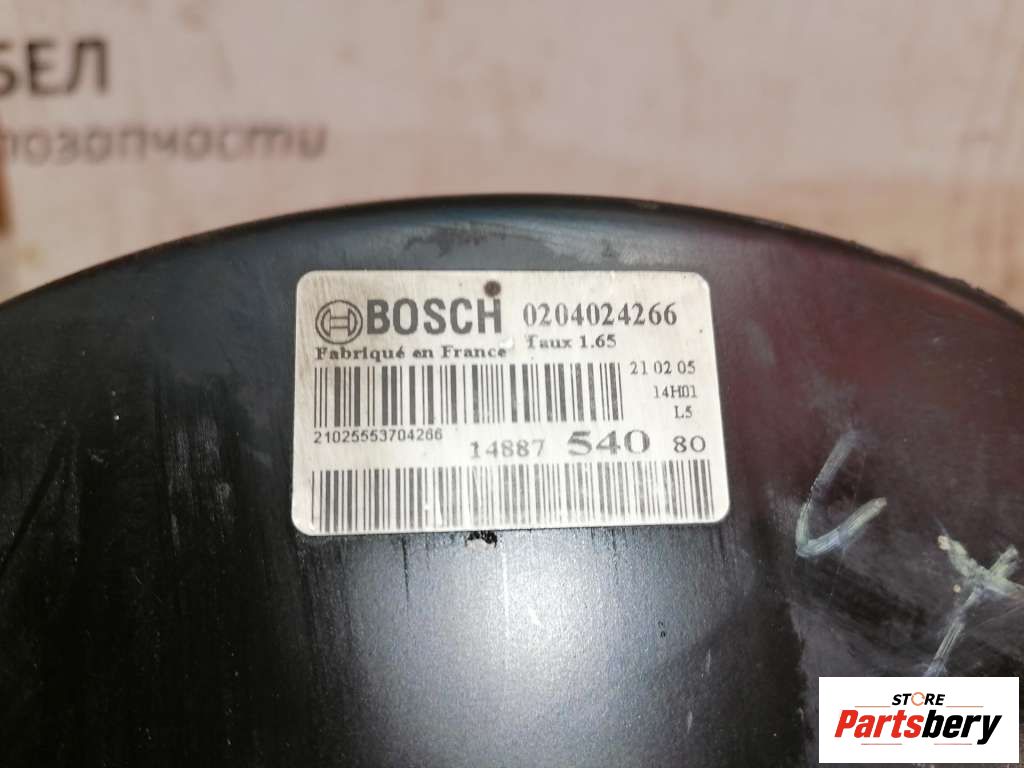 БЕЛ
позапчасти
BOSCH 0204024266
Fabriqué en France Taux 1.65
21 02 05
14H01
L5
21025553704266
14887 540 80
STORE
Partsbery